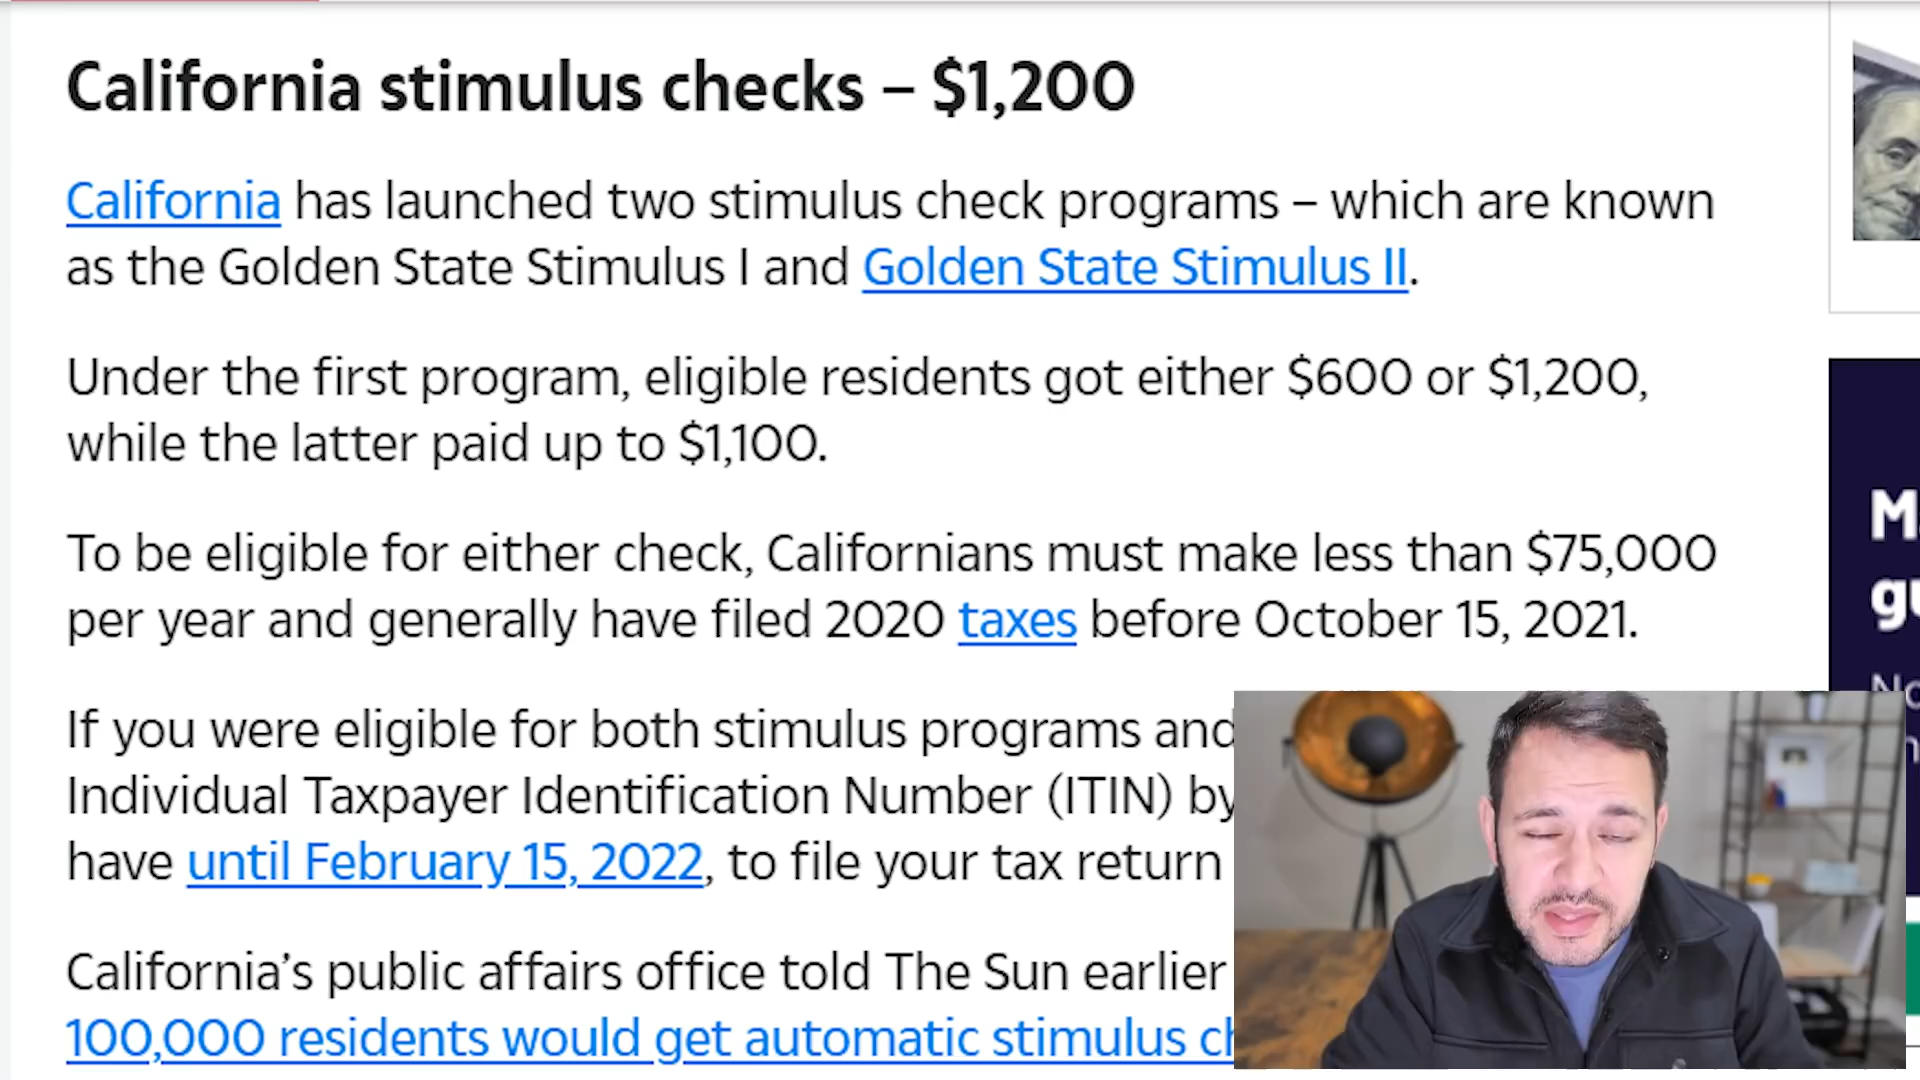 California stimulus checks – $1,200
California has launched two stimulus check programs – which are known
as the Golden State Stimulus I and Golden State Stimulus II.
Under the first program, eligible residents got either $600 or $1,200,
while the latter paid up to $1,100.
To be eligible for either check, Californians must make less than $75,000
per year and generally have filed 2020 taxes before October 15, 2021.
If you were eligible for both stimulus programs and
Individual Taxpayer Identification Number (ITIN) by
have until February 15, 2022, to file your tax return
California’s public affairs office told The Sun earlier
100,000 residents would get automatic stimulus